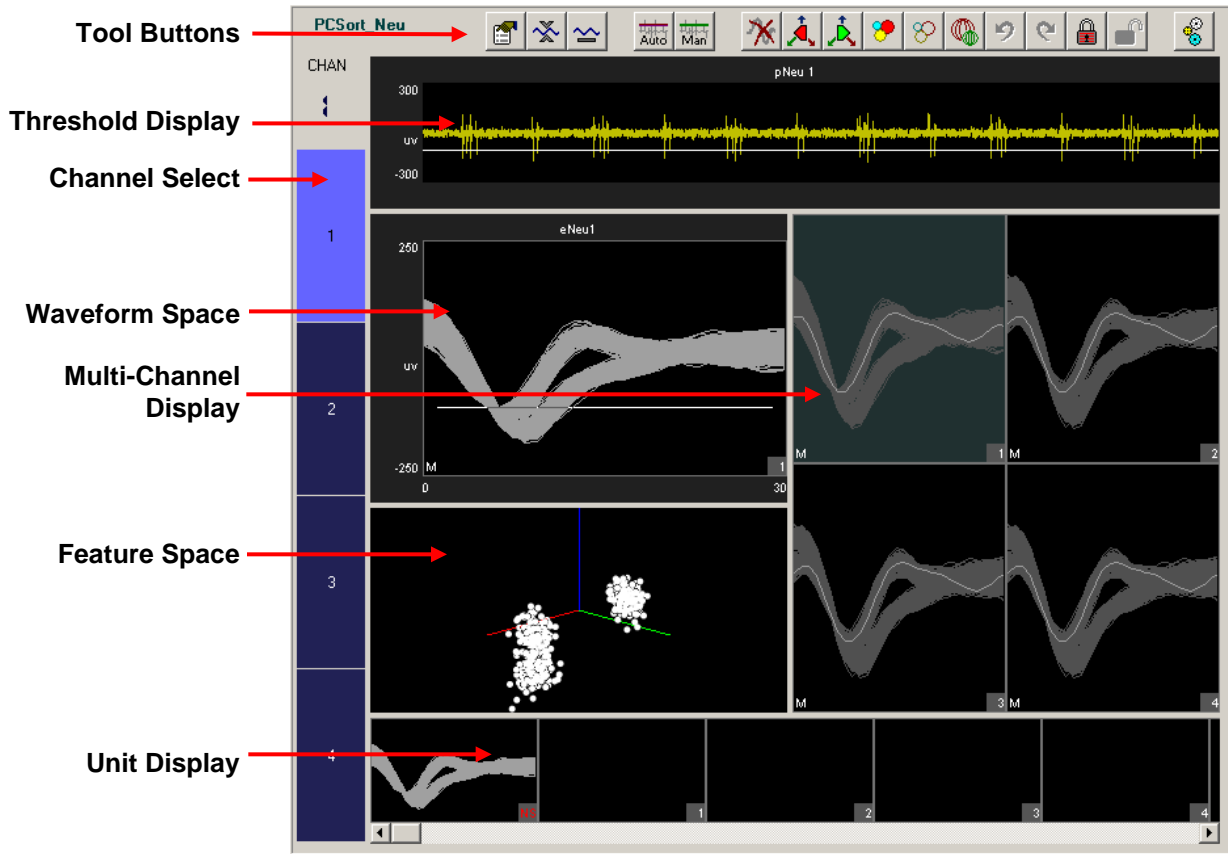 Tool Buttons
PCSort_Neu
Auto
Man
CHAN
pNeu 1
300
uv
-300
Threshold Display
Channel Select
1
eNeu1
250
uv
-250
M
1
0
30
Waveform Space
Multi-Channel
Display
M
1
M
2
2
Feature Space
3
M
3
M
4
Unit Display
4
NS
1
2
3
4